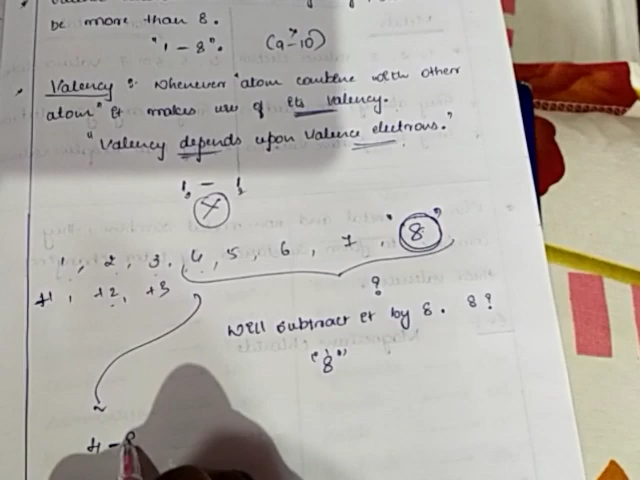 be more than 8.
"1 - 8". (9-10)
Valency : Whenever "atom combine with other
atom" it makes use of its valency.
"Valency depends upon valence electrons."
1 - 1
1, 2, 3, 4, 5, 6, 7 "8"
+1, +2, +3
?
Will subtract it by 8. 8?
"8"
4-8